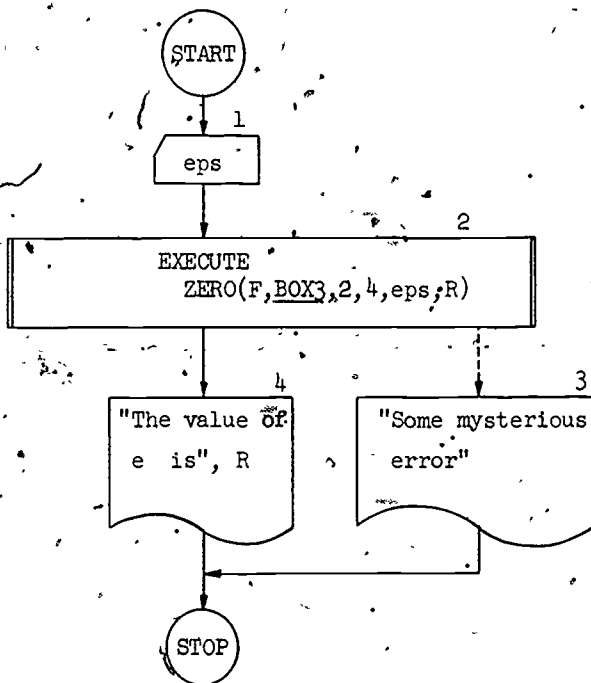 START
1
eps
2
EXECUTE
ZERO(F,BOX3,2,4,eps,R)
4
"The value of
e is", R
3
"Some mysterious
error"
STOP